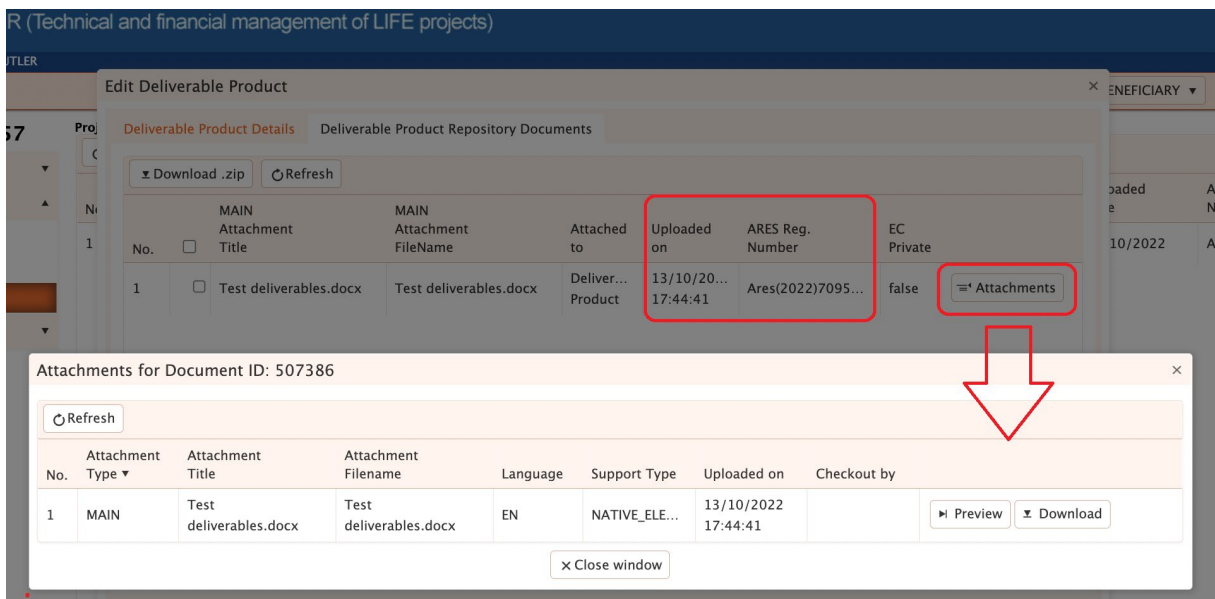 R (Technical and financial management of LIFE projects)
UTLER
Edit Deliverable Product ×
ENEFICIARY ▼
57
Proj
Deliverable Product Details Deliverable Product Repository Documents
Download .zip Refresh
No. MAIN Attachment Title MAIN Attachment FileName Attached to Uploaded on ARES Reg. Number EC Private
1 Test deliverables.docx Test deliverables.docx Deliver... Product 13/10/20... 17:44:41 Ares(2022)7095... false Attachments
oaded
10/2022
Attachments for Document ID: 507386 ×
Refresh
No. Attachment Type ▼ Attachment Title Attachment Filename Language Support Type Uploaded on Checkout by
1 MAIN Test deliverables.docx Test deliverables.docx EN NATIVE_ELE... 13/10/2022 17:44:41 Preview Download
× Close window